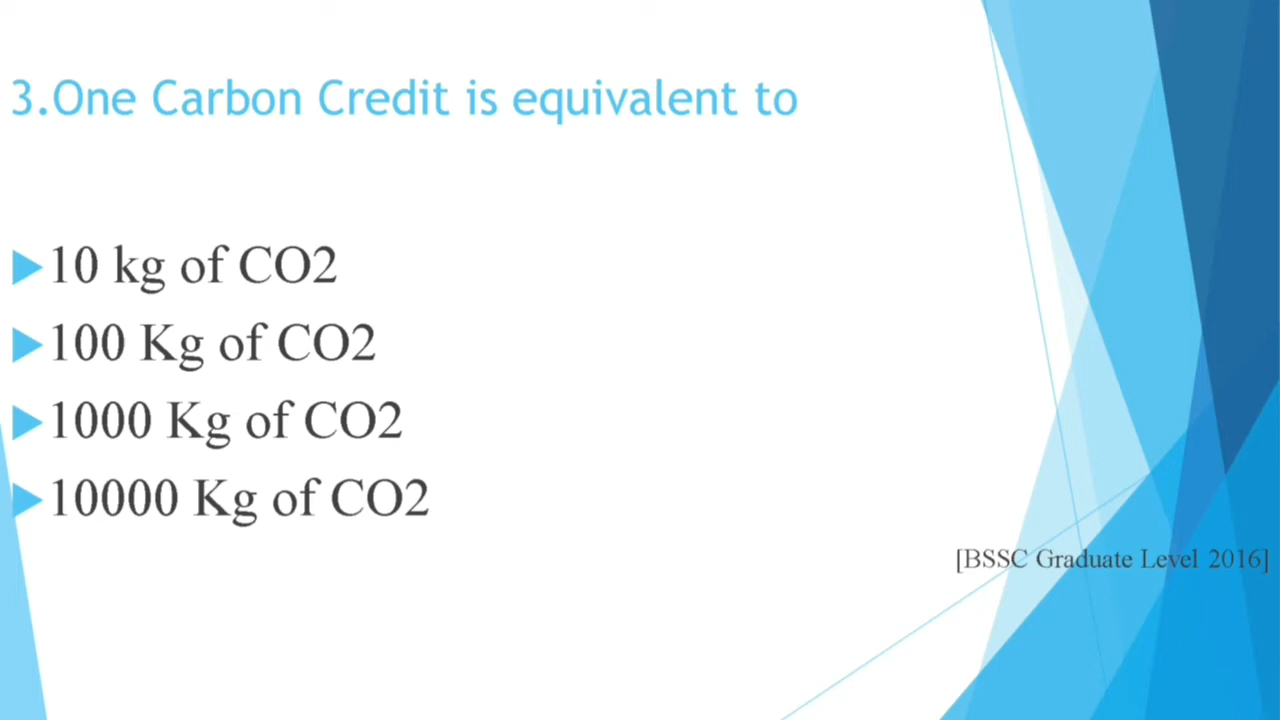 3.One Carbon Credit is equivalent to
10 kg of CO2
100 Kg of CO2
1000 Kg of CO2
10000 Kg of CO2
[BSSC Graduate Level 2016]